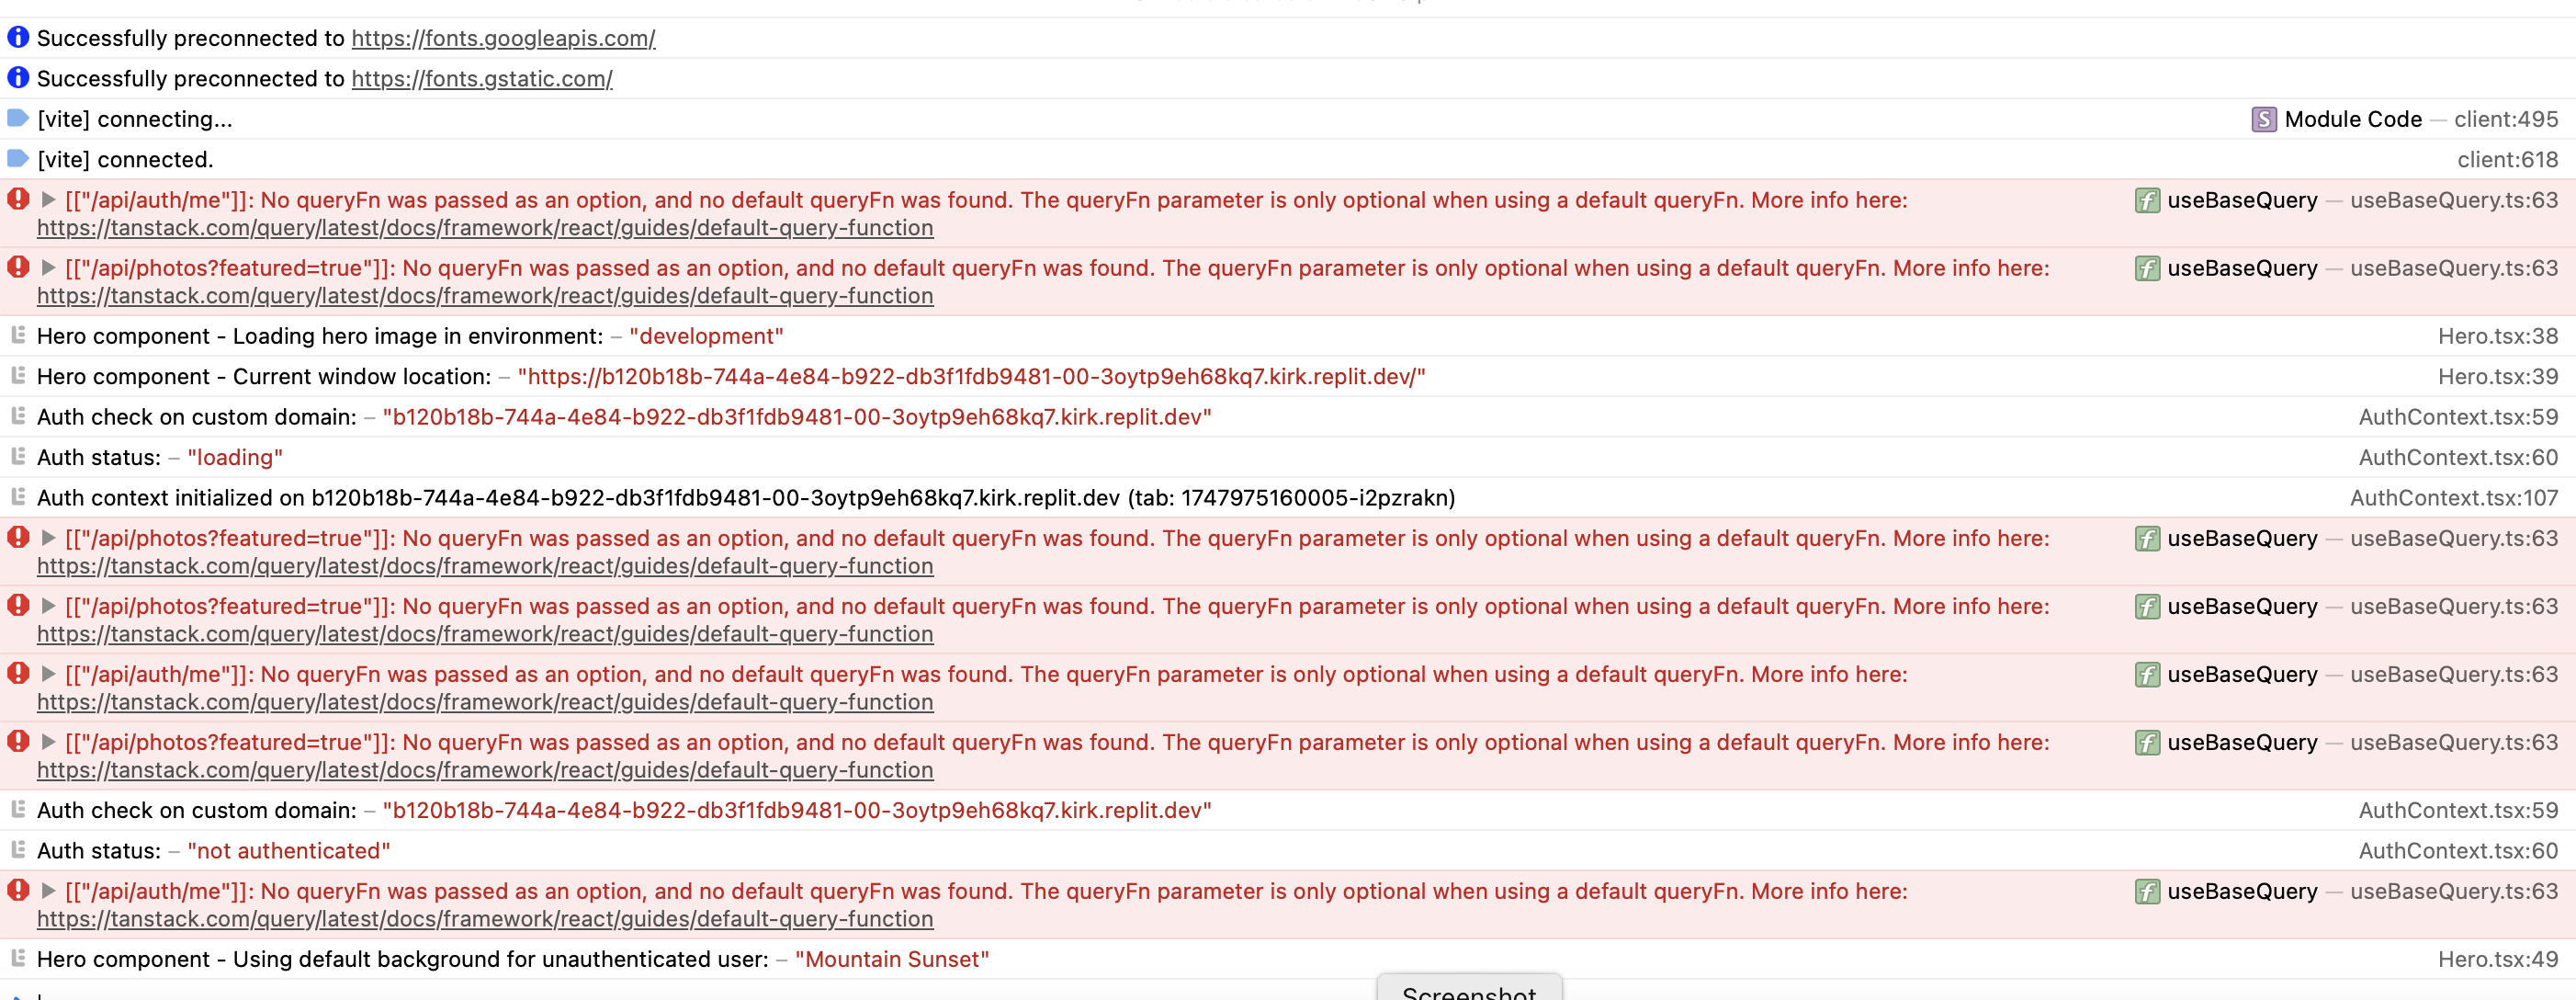 Successfully preconnected to https://fonts.googleapis.com/
Successfully preconnected to https://fonts.gstatic.com/
[vite] connecting... S Module Code — client:495
[vite] connected. client:618
[["/api/auth/me"]]: No queryFn was passed as an option, and no default queryFn was found. The queryFn parameter is only optional when using a default queryFn. More info here: f useBaseQuery — useBaseQuery.ts:63
https://tanstack.com/query/latest/docs/framework/react/guides/default-query-function
[["/api/photos?featured=true"]]: No queryFn was passed as an option, and no default queryFn was found. The queryFn parameter is only optional when using a default queryFn. More info here: f useBaseQuery — useBaseQuery.ts:63
https://tanstack.com/query/latest/docs/framework/react/guides/default-query-function
Hero component - Loading hero image in environment: – "development" Hero.tsx:38
Hero component - Current window location: – "https://b120b18b-744a-4e84-b922-db3f1fdb9481-00-3oytp9eh68kq7.kirk.replit.dev/" Hero.tsx:39
Auth check on custom domain: – "b120b18b-744a-4e84-b922-db3f1fdb9481-00-3oytp9eh68kq7.kirk.replit.dev" AuthContext.tsx:59
Auth status: – "loading" AuthContext.tsx:60
Auth context initialized on b120b18b-744a-4e84-b922-db3f1fdb9481-00-3oytp9eh68kq7.kirk.replit.dev (tab: 1747975160005-i2pzrakn) AuthContext.tsx:107
[["/api/photos?featured=true"]]: No queryFn was passed as an option, and no default queryFn was found. The queryFn parameter is only optional when using a default queryFn. More info here: f useBaseQuery — useBaseQuery.ts:63
https://tanstack.com/query/latest/docs/framework/react/guides/default-query-function
[["/api/photos?featured=true"]]: No queryFn was passed as an option, and no default queryFn was found. The queryFn parameter is only optional when using a default queryFn. More info here: f useBaseQuery — useBaseQuery.ts:63
https://tanstack.com/query/latest/docs/framework/react/guides/default-query-function
[["/api/auth/me"]]: No queryFn was passed as an option, and no default queryFn was found. The queryFn parameter is only optional when using a default queryFn. More info here: f useBaseQuery — useBaseQuery.ts:63
https://tanstack.com/query/latest/docs/framework/react/guides/default-query-function
[["/api/photos?featured=true"]]: No queryFn was passed as an option, and no default queryFn was found. The queryFn parameter is only optional when using a default queryFn. More info here: f useBaseQuery — useBaseQuery.ts:63
https://tanstack.com/query/latest/docs/framework/react/guides/default-query-function
Auth check on custom domain: – "b120b18b-744a-4e84-b922-db3f1fdb9481-00-3oytp9eh68kq7.kirk.replit.dev" AuthContext.tsx:59
Auth status: – "not authenticated" AuthContext.tsx:60
[["/api/auth/me"]]: No queryFn was passed as an option, and no default queryFn was found. The queryFn parameter is only optional when using a default queryFn. More info here: f useBaseQuery — useBaseQuery.ts:63
https://tanstack.com/query/latest/docs/framework/react/guides/default-query-function
Hero component - Using default background for unauthenticated user: – "Mountain Sunset" Hero.tsx:49
Screenshot